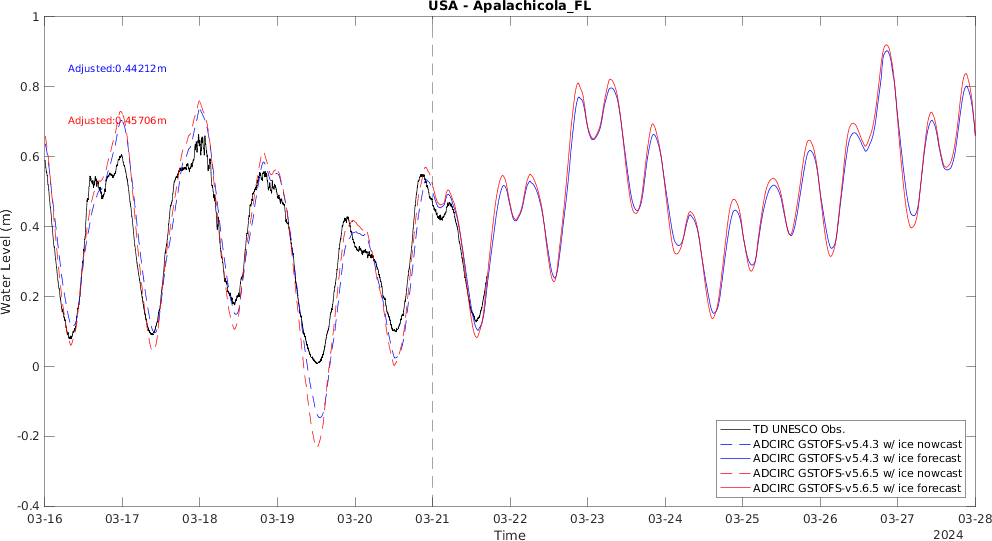 USA - Apalachicola_FL
1
0.8
0.6
0.4
0.2
0
-0.2
-0.4
Water Level (m)
Adjusted:0.44212m
Adjusted:0.45706m
TD UNESCO Obs.
ADCIRC GSTOFS-v5.4.3 w/ ice nowcast
ADCIRC GSTOFS-v5.4.3 w/ ice forecast
ADCIRC GSTOFS-v5.6.5 w/ ice nowcast
ADCIRC GSTOFS-v5.6.5 w/ ice forecast
03-16 03-17 03-18 03-19 03-20 03-21 03-22 03-23 03-24 03-25 03-26 03-27 03-28
Time
2024